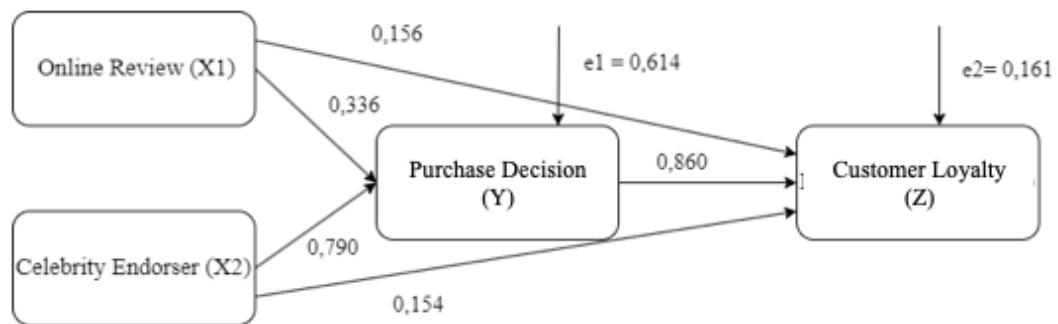 0,156
Online Review (X1)
e1 = 0,614
e2= 0,161
0,336
Purchase Decision
(Y)
0,860
Customer Loyalty
(Z)
Celebrity Endorser (X2)
0,790
0,154